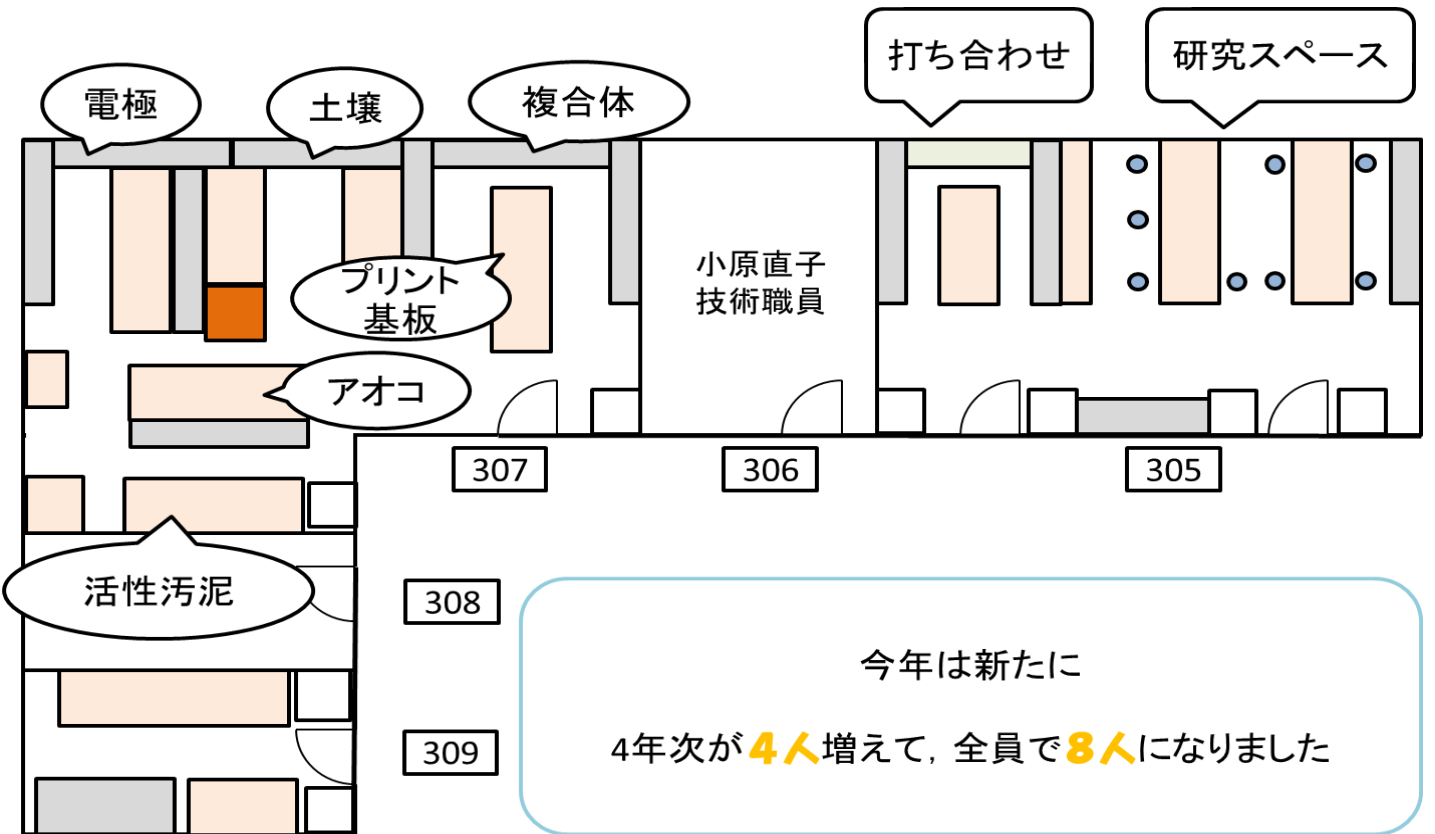 電極
土壌
複合体
打ち合わせ
研究スペース
プリント
基板
小原直子
技術職員
アオコ
307
306
305
活性汚泥
308
今年は新たに
309
4年次が4人増えて，全員で8人になりました